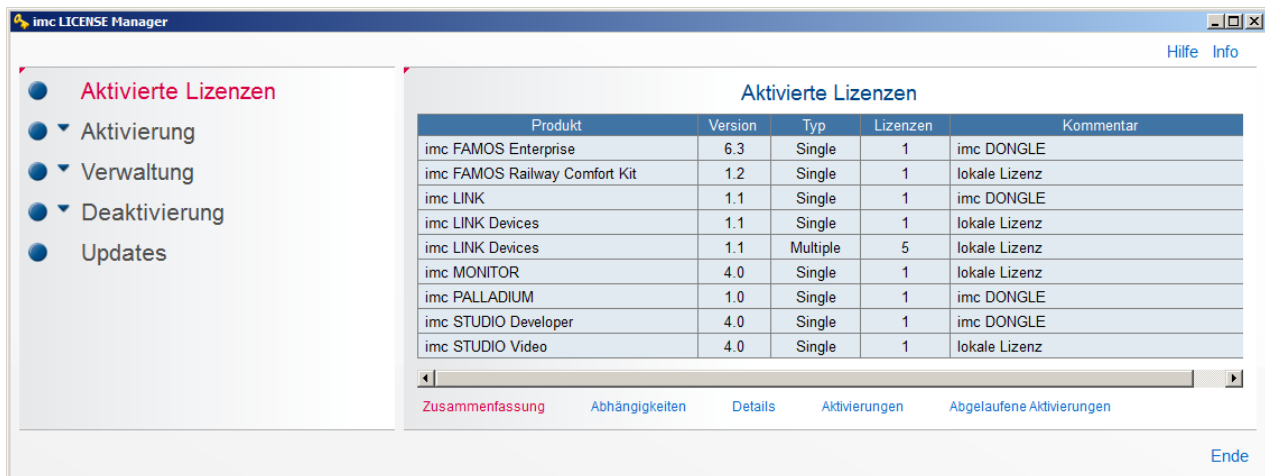 imc LICENSE Manager
Hilfe Info
Aktivierte Lizenzen
Aktivierung
Verwaltung
Deaktivierung
Updates
Aktivierte Lizenzen
Produkt Version Typ Lizenzen Kommentar
imc FAMOS Enterprise 6.3 Single 1 imc DONGLE
imc FAMOS Railway Comfort Kit 1.2 Single 1 lokale Lizenz
imc LINK 1.1 Single 1 imc DONGLE
imc LINK Devices 1.1 Single 1 lokale Lizenz
imc LINK Devices 1.1 Multiple 5 lokale Lizenz
imc MONITOR 4.0 Single 1 lokale Lizenz
imc PALLADIUM 1.0 Single 1 imc DONGLE
imc STUDIO Developer 4.0 Single 1 imc DONGLE
imc STUDIO Video 4.0 Single 1 lokale Lizenz
Zusammenfassung Abhängigkeiten Details Aktivierungen Abgelaufene Aktivierungen
Ende